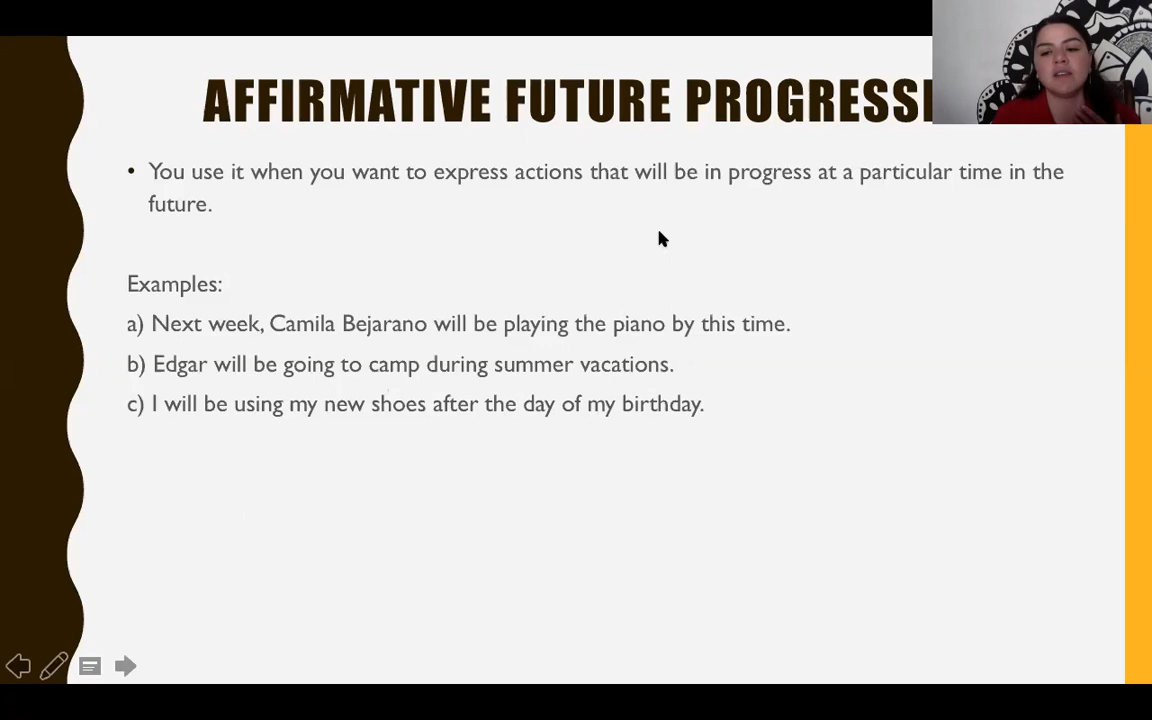 AFFIRMATIVE FUTURE
• You use it when you want to express actions that will be in progress at a particular time in the
future.
Examples:
a) Next week, Camila Bejarano will be playing the piano by this time.
b) Edgar will be going to camp during summer vacations.
c) I will be using my new shoes after the day of my birthday.